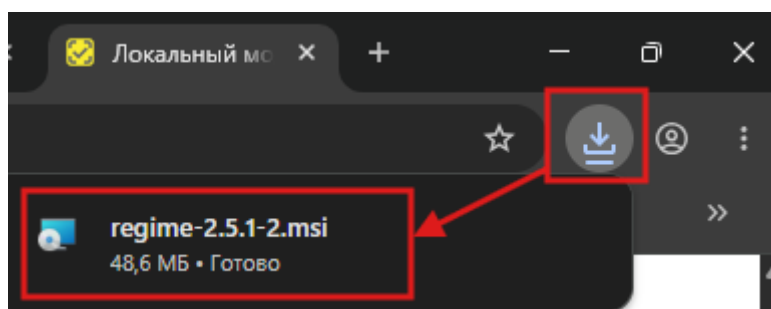 Локальный мо
regime-2.5.1-2.msi
48,6 МБ • Готово